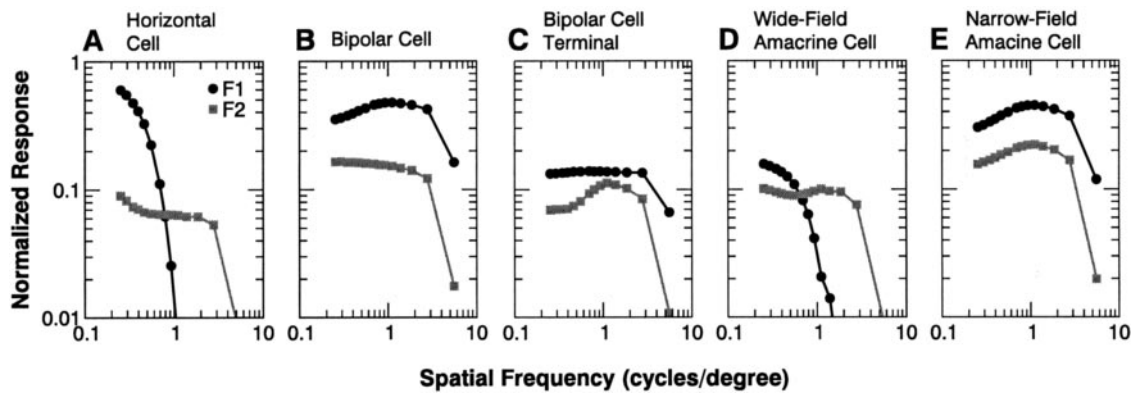 A
Horizontal
Cell
B
Bipolar Cell
C
Bipolar Cell
Terminal
D
Wide-Field
Amacrine Cell
E
Narrow-Field
Amacine Cell
Normalized Response
1
0.1
0.01
F1
F2
0.1 1 10
0.1 1 10
0.1 1 10
0.1 1 10
0.1 1 10
Spatial Frequency (cycles/degree)